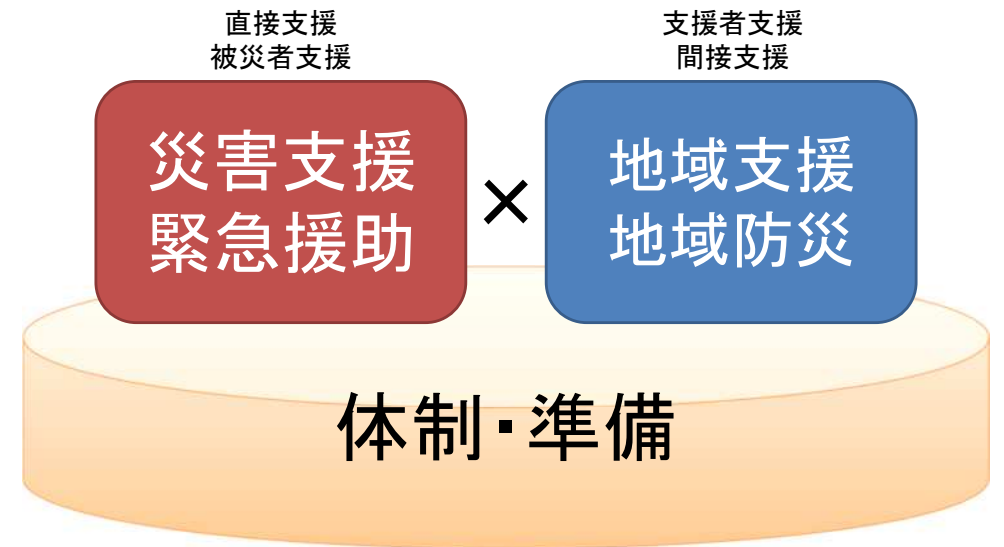 直接支援
被災者支援
災害支援
緊急援助
×
支援者支援
間接支援
地域支援
地域防災
体制・準備